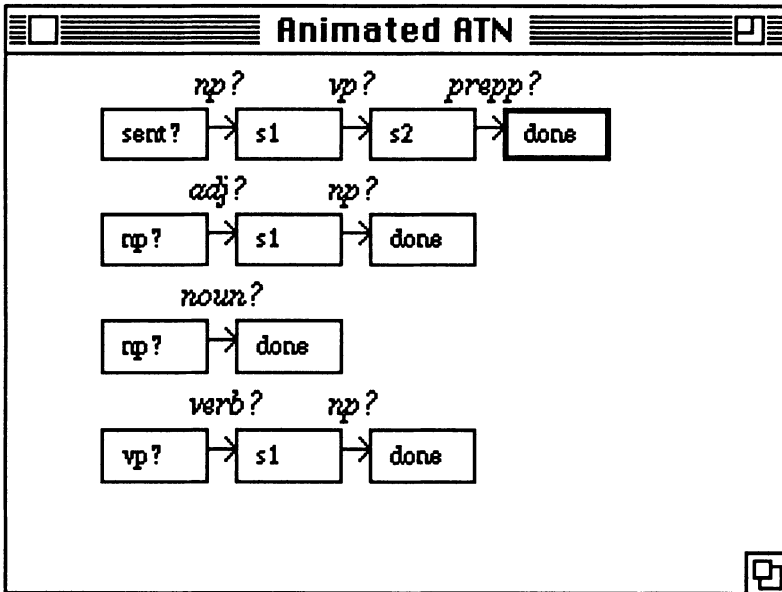 Animated ATN
np? vp? prepp?
sent? s1 s2 done
adj? np?
np? s1 done
noun?
np? done
verb? np?
vp? s1 done